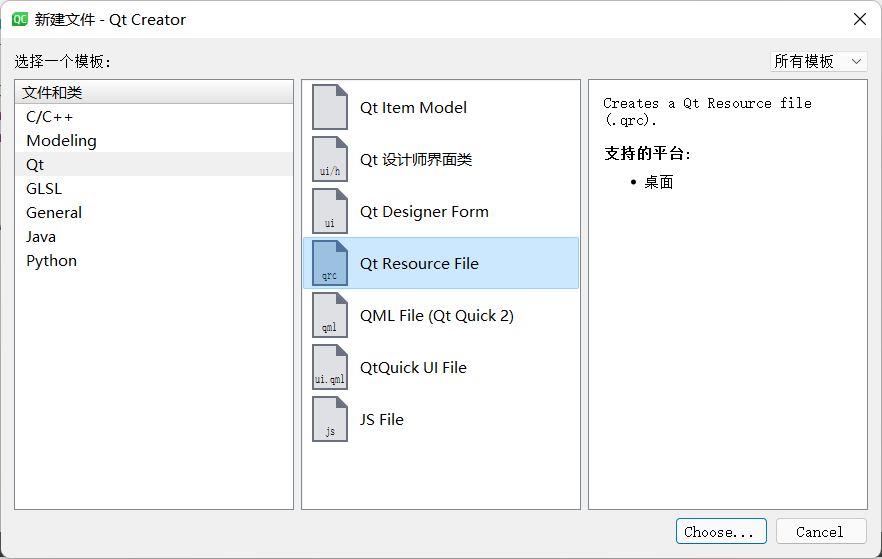 QC 新建文件 - Qt Creator
选择一个模板:
所有模板
文件和类
C/C++
Modeling
Qt
GLSL
General
Java
Python
Qt Item Model
ui/h Qt 设计师界面类
ui Qt Designer Form
qrc Qt Resource File
qml QML File (Qt Quick 2)
ui.qml QtQuick UI File
js JS File
Creates a Qt Resource file
(.qrc).
支持的平台:
• 桌面
Choose...
Cancel